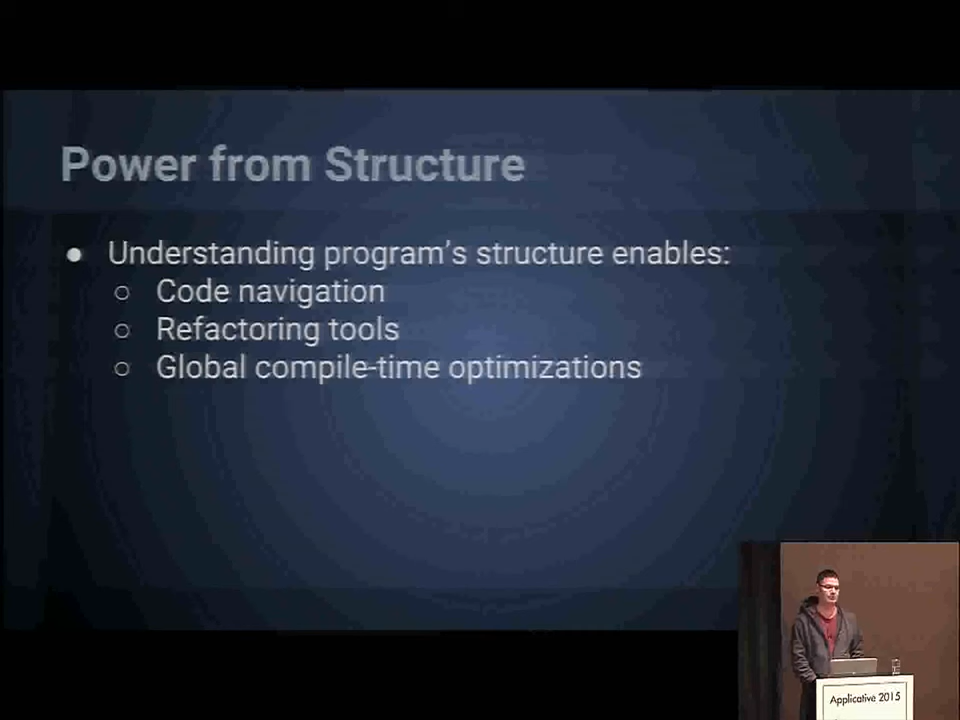 Power from Structure
● Understanding program's structure enables:
○ Code navigation
○ Refactoring tools
○ Global compile-time optimizations
Applicative 2015